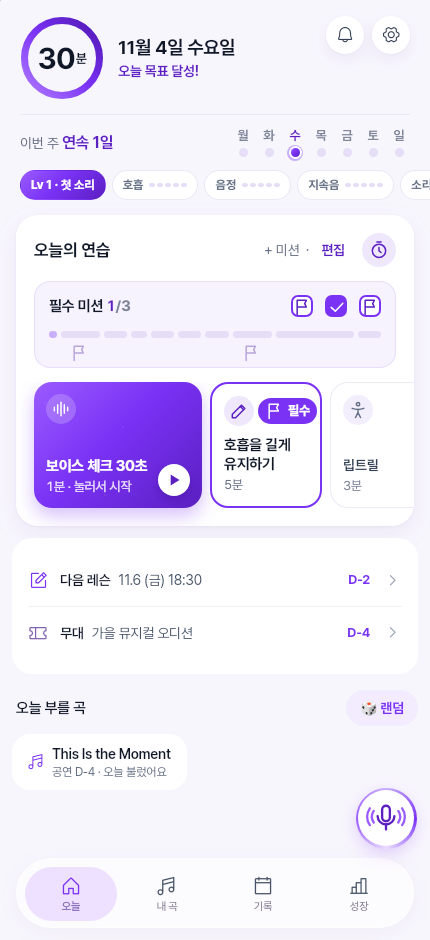 30분
11월 4일 수요일
오늘 목표 달성!
이번 주 연속 1일
월 화 수 목 금 토 일
Lv 1 · 첫 소리
호흡
음정
지속음
소리
오늘의 연습
+ 미션 ·
편집
필수 미션 1/3
보이스 체크 30초
1분 · 눌러서 시작
필수
호흡을 길게
유지하기
5분
립트릴
3분
다음 레슨 11.6 (금) 18:30
D-2
무대 가을 뮤지컬 오디션
D-4
오늘 부를 곡
🎲 랜덤
This Is the Moment
공연 D-4 · 오늘 불렀어요
오늘
내 곡
기록
성장